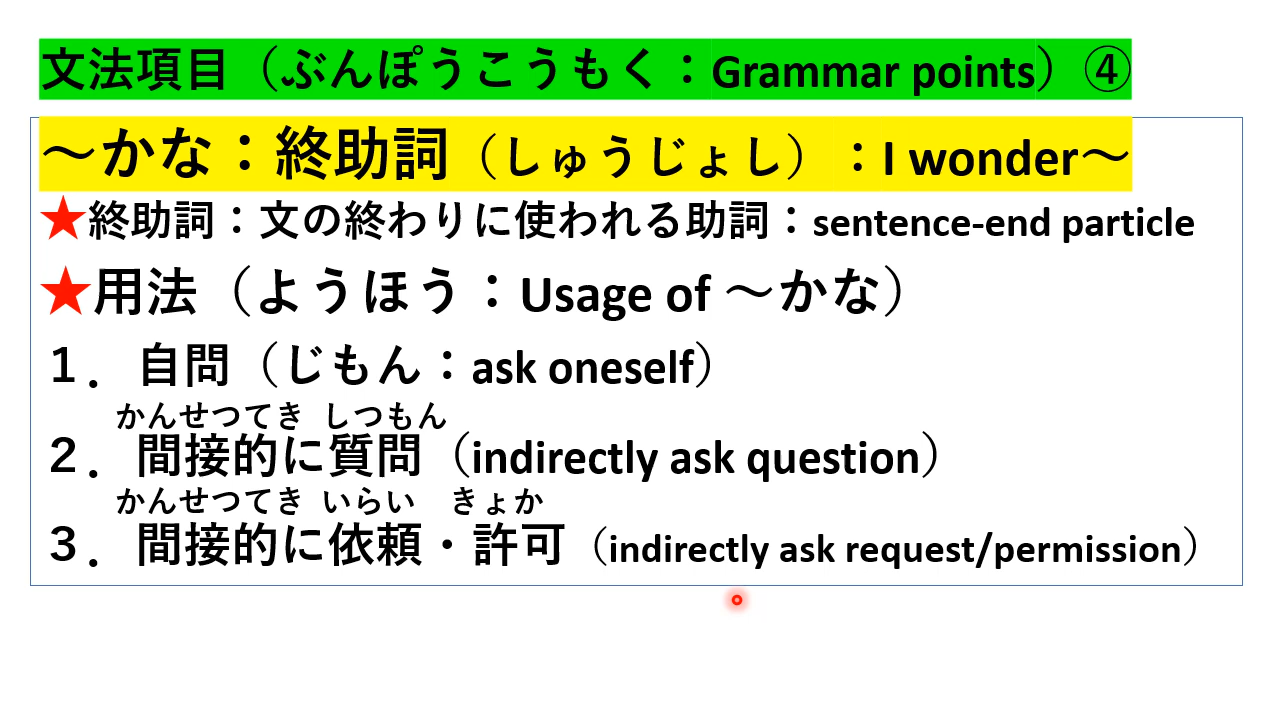 文法項目（ぶんぽうこうもく：Grammar points）④
～かな：終助詞（しゅうじょし）：I wonder～
★終助詞：文の終わりに使われる助詞：sentence-end particle
★用法（ようほう：Usage of ～かな）
１．自問（じもん：ask oneself）
かんせつてき しつもん
２．間接的に質問（indirectly ask question）
かんせつてき いらい　きょか
３．間接的に依頼・許可（indirectly ask request/permission）